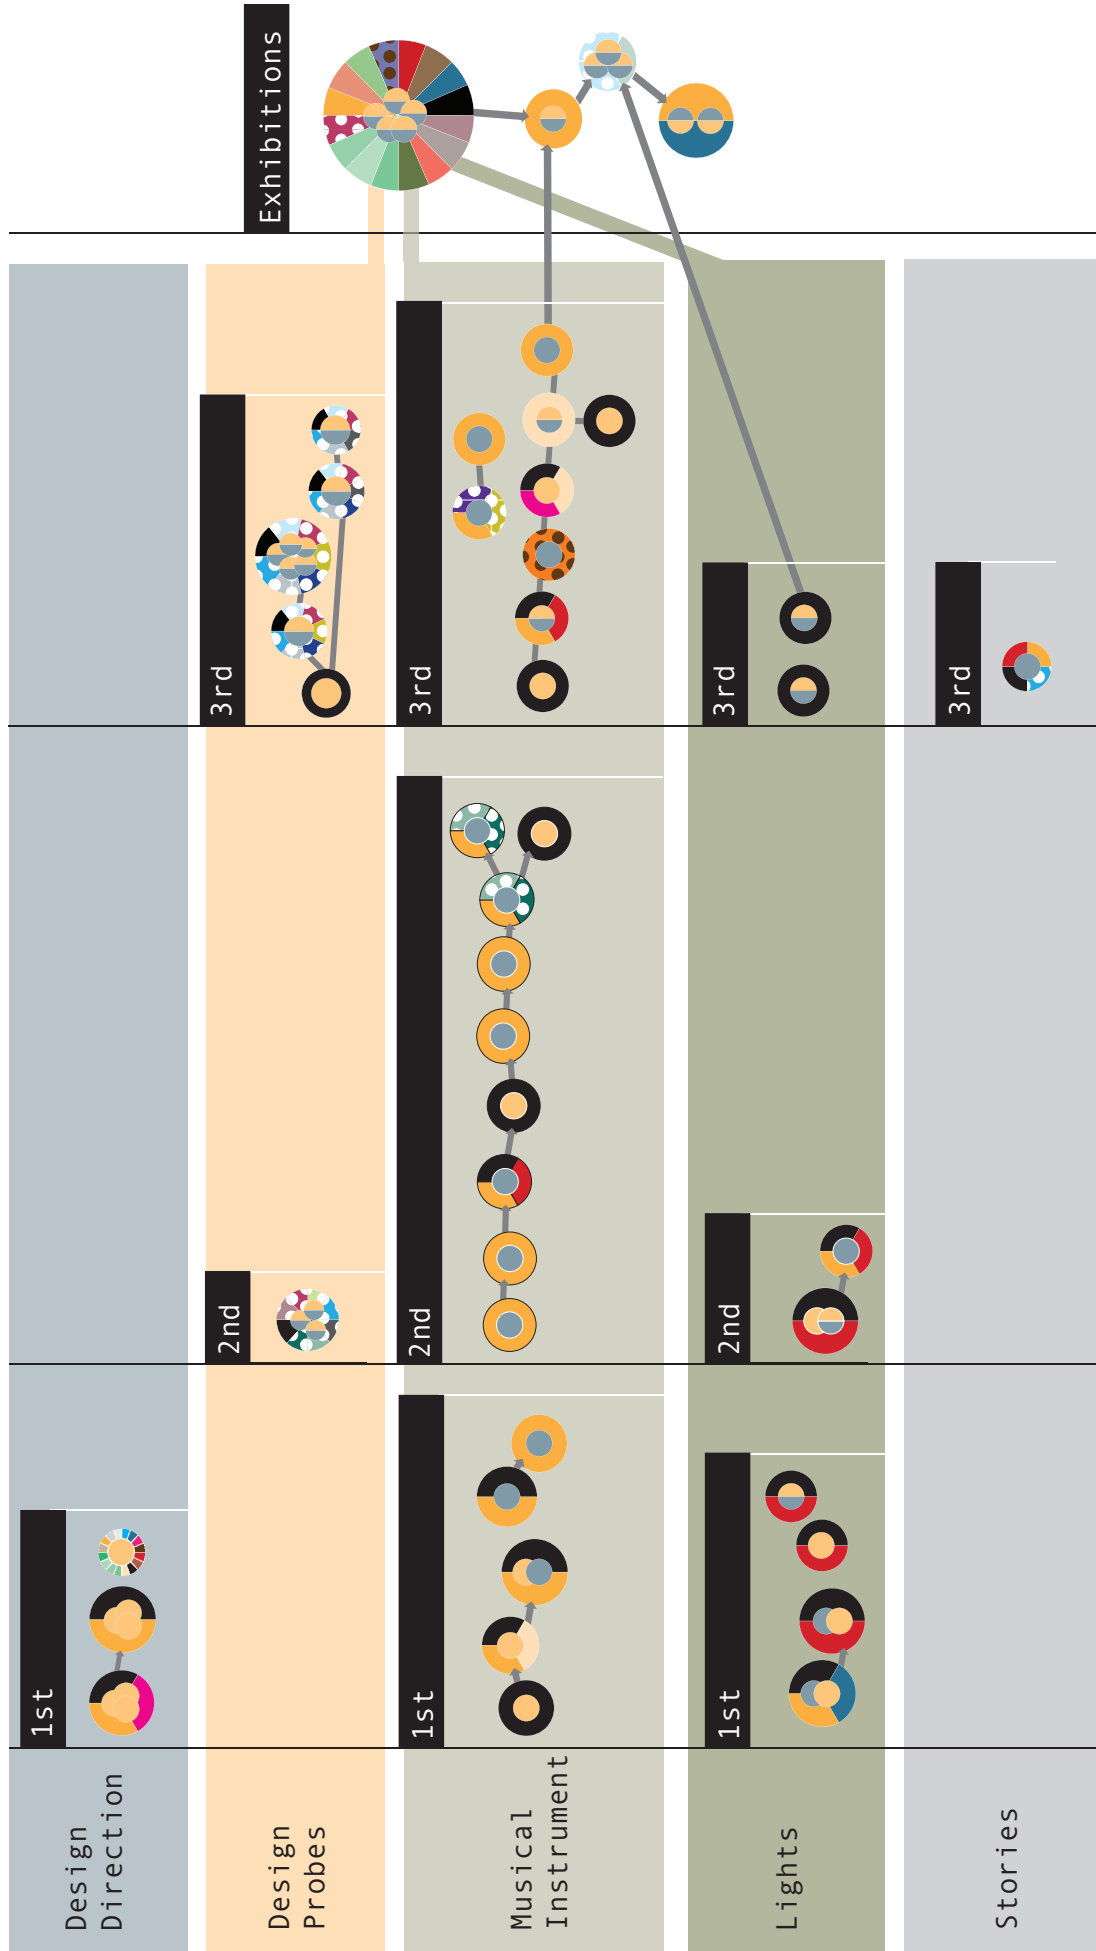 Exhibitions
Design
Direction
1st
Design
Probes
2nd
3rd
Musical
Instrument
1st
2nd
3rd
Lights
1st
2nd
3rd
Stories
3rd